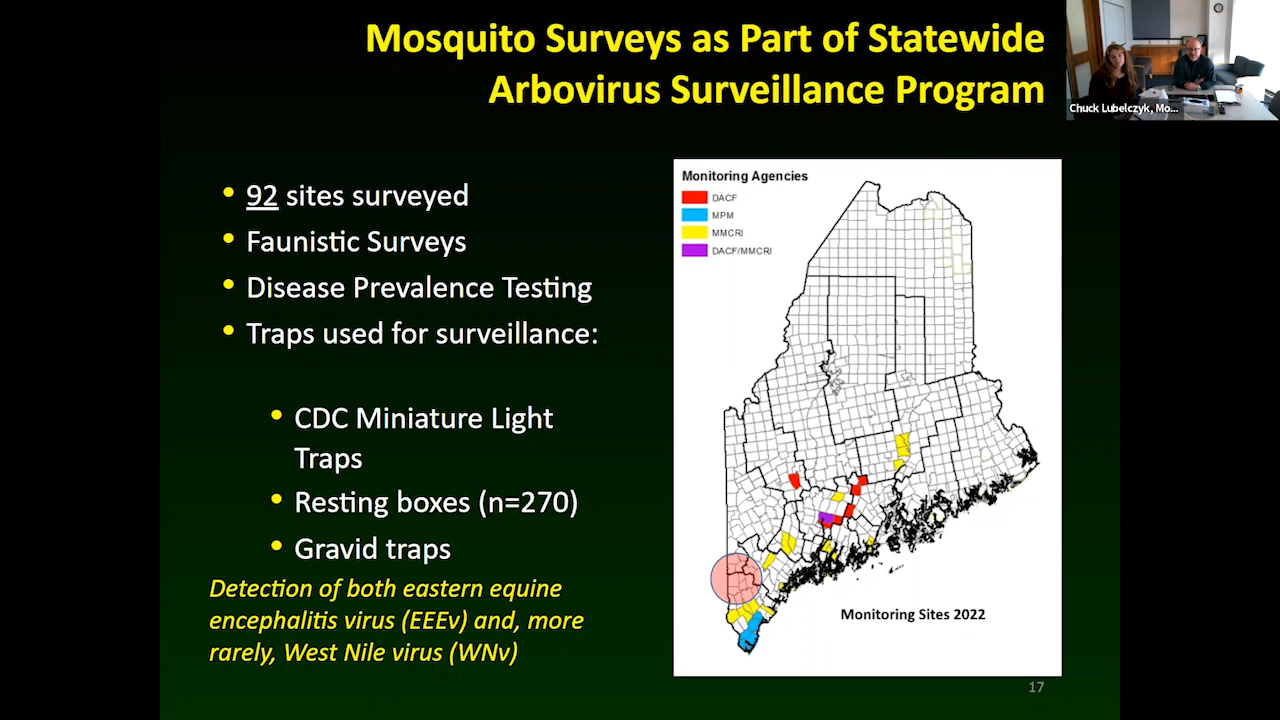 Mosquito Surveys as Part of Statewide
Arbovirus Surveillance Program
Chuck Lubelczyk, Mo...
• 92 sites surveyed
• Faunistic Surveys
• Disease Prevalence Testing
• Traps used for surveillance:
• CDC Miniature Light
Traps
• Resting boxes (n=270)
• Gravid traps
Detection of both eastern equine
encephalitis virus (EEEv) and, more
rarely, West Nile virus (WNv)
Monitoring Agencies
DACF
MPM
MMCRI
DACF/MMCRI
Monitoring Sites 2022
17